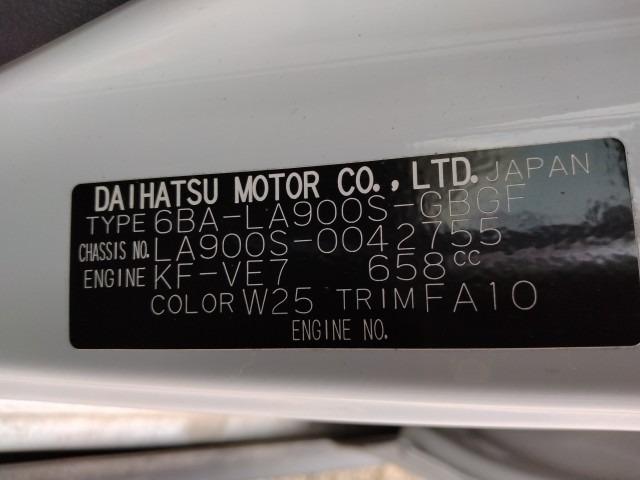 DAIHATSU MOTOR CO., LTD. JAPAN
TYPE 6BA-LA900S-GBGF
CHASSIS NO. LA900S-0042755
ENGINE KF-VE7 658CC
COLOR W25 TRIM FA10
ENGINE NO.